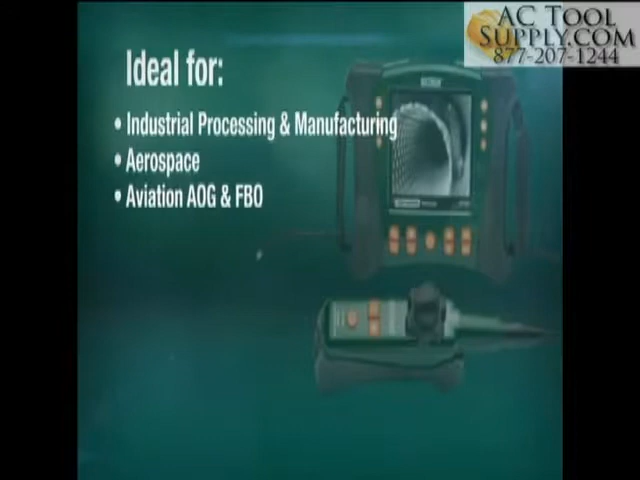 AC TOOL
SUPPLY.COM
877-207-1244
Ideal for:
• Industrial Processing & Manufacturing
• Aerospace
• Aviation AOG & FBO